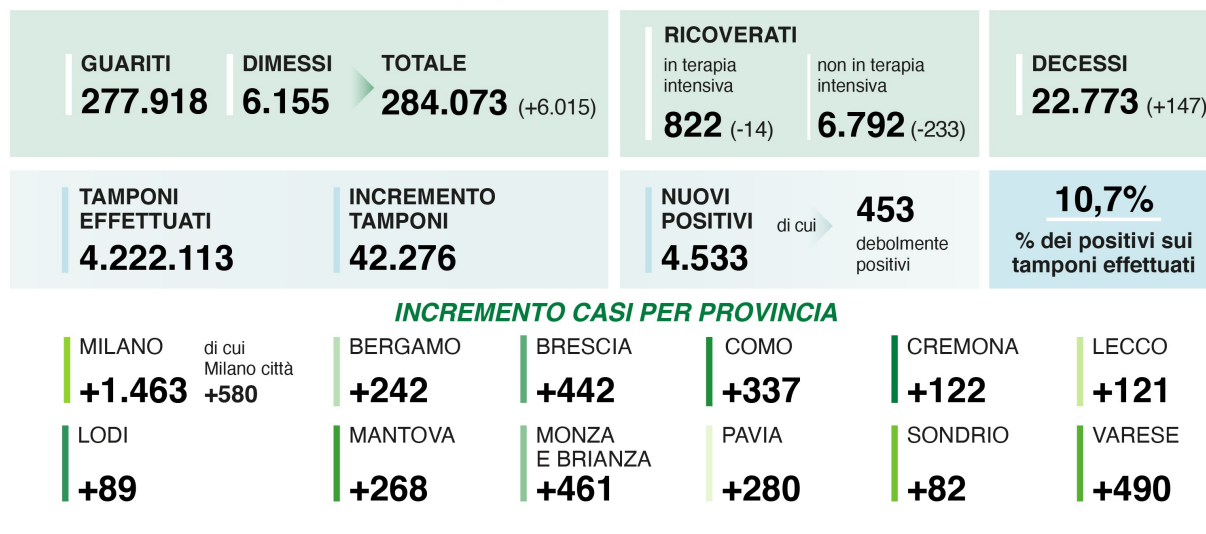 GUARITI
277.918
DIMESSI
6.155
TOTALE
284.073 (+6.015)
RICOVERATI
in terapia
intensiva
822 (-14)
non in terapia
intensiva
6.792 (-233)
DECESSI
22.773 (+147)
TAMPONI
EFFETTUATI
4.222.113
INCREMENTO
TAMPONI
42.276
NUOVI
POSITIVI
4.533
di cui
453
debolmente
positivi
10,7%
% dei positivi sui
tamponi effettuati
INCREMENTO CASI PER PROVINCIA
MILANO
+1.463
di cui
Milano città
+580
BERGAMO
+242
BRESCIA
+442
COMO
+337
CREMONA
+122
LECCO
+121
LODI
+89
MANTOVA
+268
MONZA
E BRIANZA
+461
PAVIA
+280
SONDRIO
+82
VARESE
+490